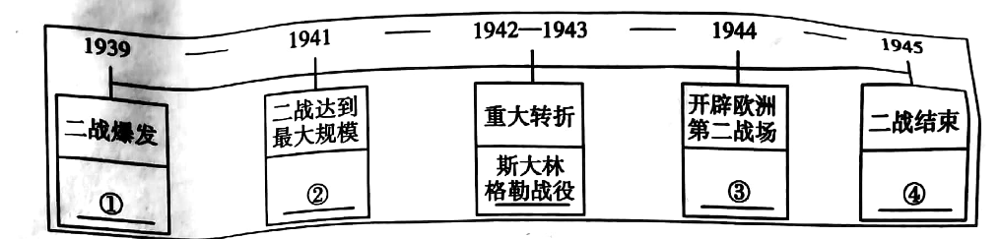 1939 — 1941 — 1942—1943 — 1944 — 1945
二战爆发
①
二战达到
最大规模
②
重大转折
斯大林
格勒战役
开辟欧洲
第二战场
③
二战结束
④